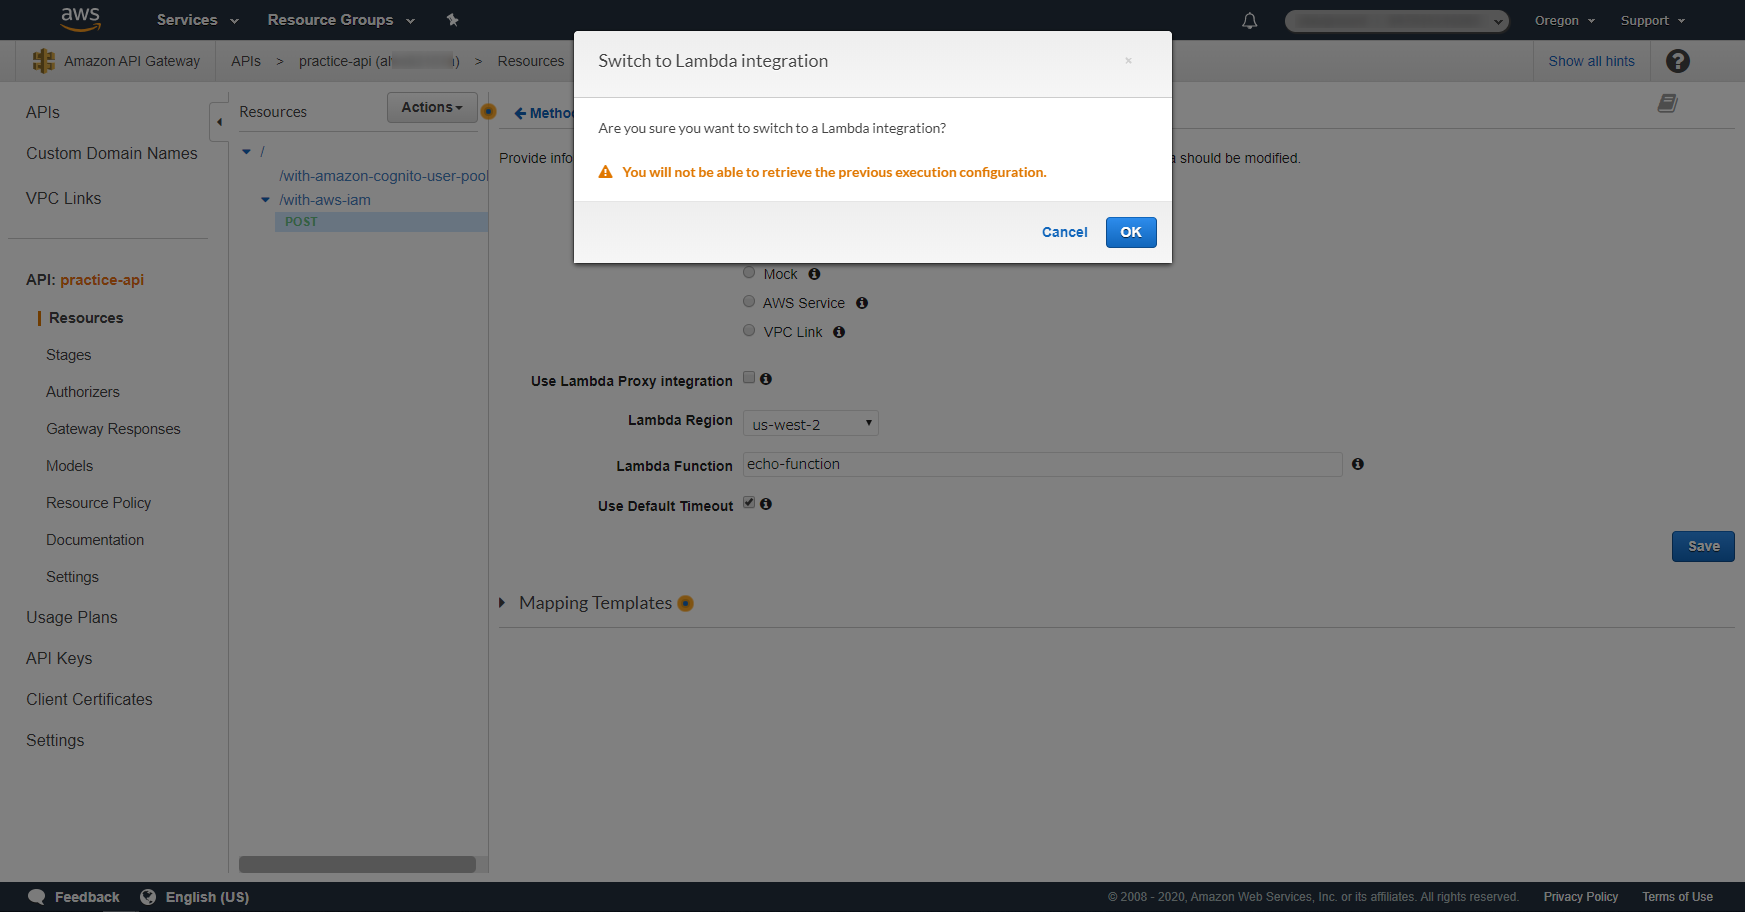 aws
Services
Resource Groups
Oregon
Support
Amazon API Gateway
APIs > practice-api > Resources
Show all hints
?
Switch to Lambda integration
×
Are you sure you want to switch to a Lambda integration?
You will not be able to retrieve the previous execution configuration.
Cancel
OK
APIs
Custom Domain Names
VPC Links
API: practice-api
Resources
Stages
Authorizers
Gateway Responses
Models
Resource Policy
Documentation
Settings
Usage Plans
API Keys
Client Certificates
Settings
Resources
Actions
/
/with-amazon-cognito-user-pool
/with-aws-iam
POST
Provide
should be modified.
Mock
AWS Service
VPC Link
Use Lambda Proxy integration
Lambda Region
us-west-2
Lambda Function
echo-function
Use Default Timeout
Save
Mapping Templates
Feedback
English (US)
© 2008 - 2020, Amazon Web Services, Inc. or its affiliates. All rights reserved.
Privacy Policy
Terms of Use